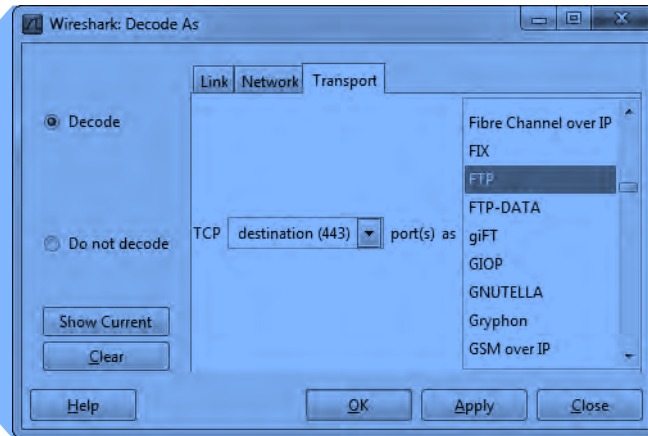 Wireshark: Decode As
Link Network Transport
Decode
Do not decode
Show Current
Clear
TCP destination (443) port(s) as
Fibre Channel over IP
FIX
FTP
FTP-DATA
giFT
GIOP
GNUTELLA
Gryphon
GSM over IP
Help OK Apply Close